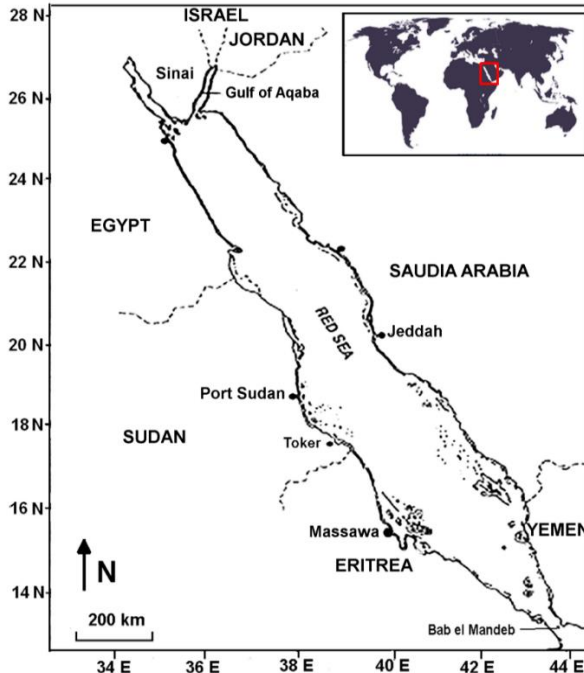 ISRAEL
28 N
JORDAN
Sinai
Gulf of Aqaba
26 N
24 N
EGYPT
22 N
SAUDIA ARABIA
RED SEA
Jeddah
20 N
Port Sudan
18 N
SUDAN
Toker
16 N
Massawa
YEMEN
N
ERITREA
14 N
200 km
Bab el Mandeb
34 E
36 E
38 E
40 E
42 E
44 E